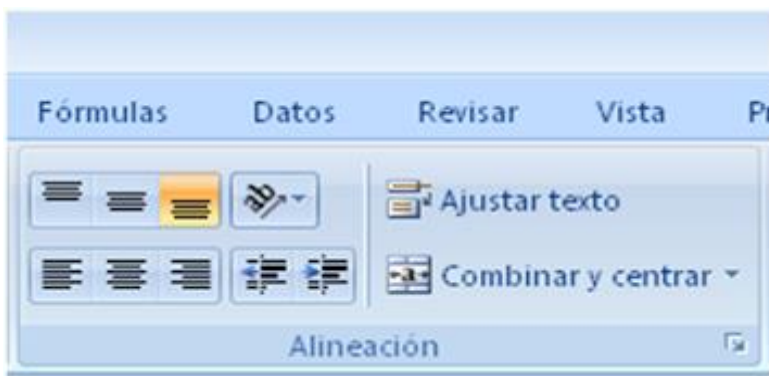 Fórmulas Datos Revisar Vista
Ajustar texto
Combinar y centrar
Alineación